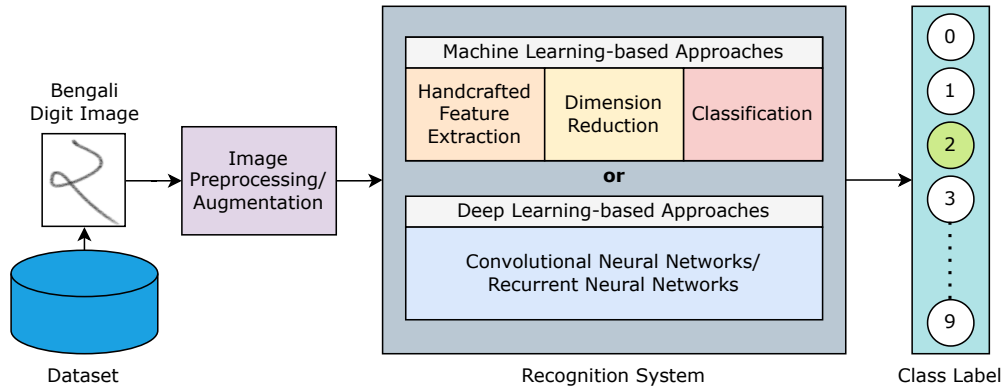 Bengali
Digit Image
২
Dataset
Image
Preprocessing/
Augmentation
Machine Learning-based Approaches
Handcrafted
Feature
Extraction
Dimension
Reduction
Classification
or
Deep Learning-based Approaches
Convolutional Neural Networks/
Recurrent Neural Networks
Recognition System
0
1
2
3
9
Class Label